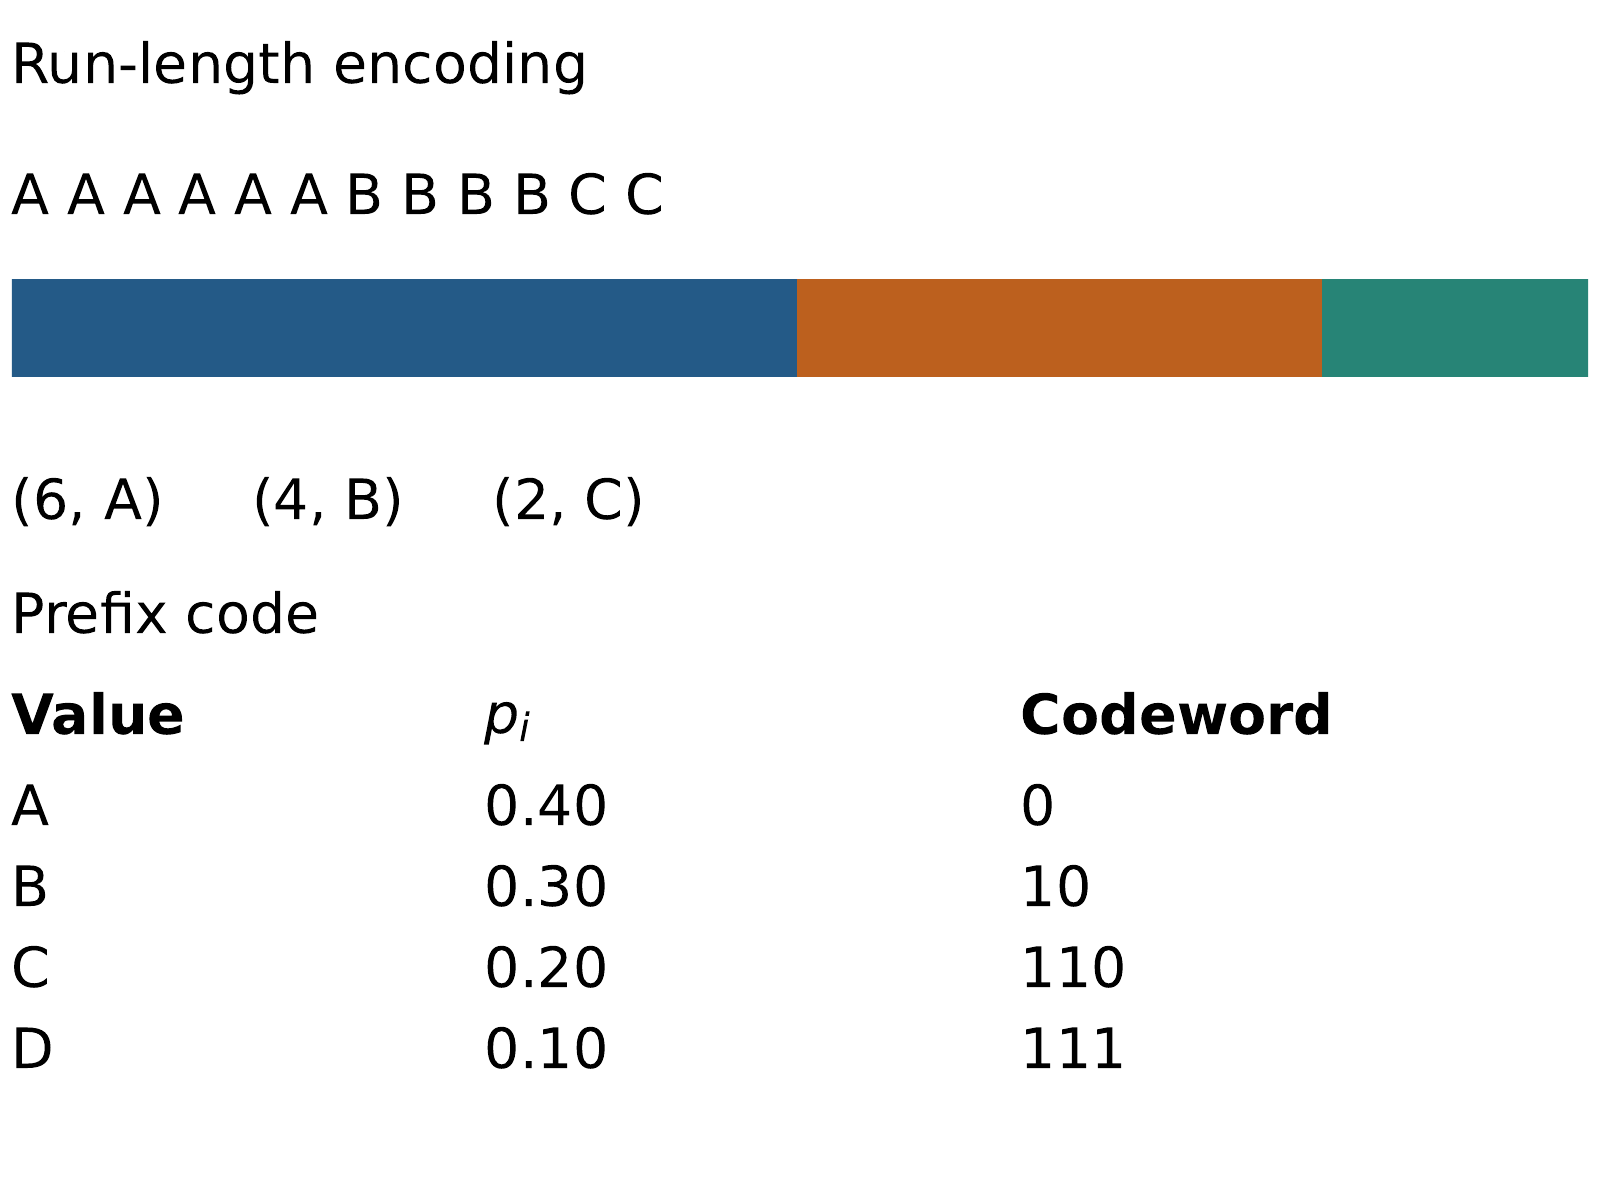 Run-length encoding
A A A A A A B B B B C C
(6, A) (4, B) (2, C)
Prefix code
Value pᵢ Codeword
A 0.40 0
B 0.30 10
C 0.20 110
D 0.10 111